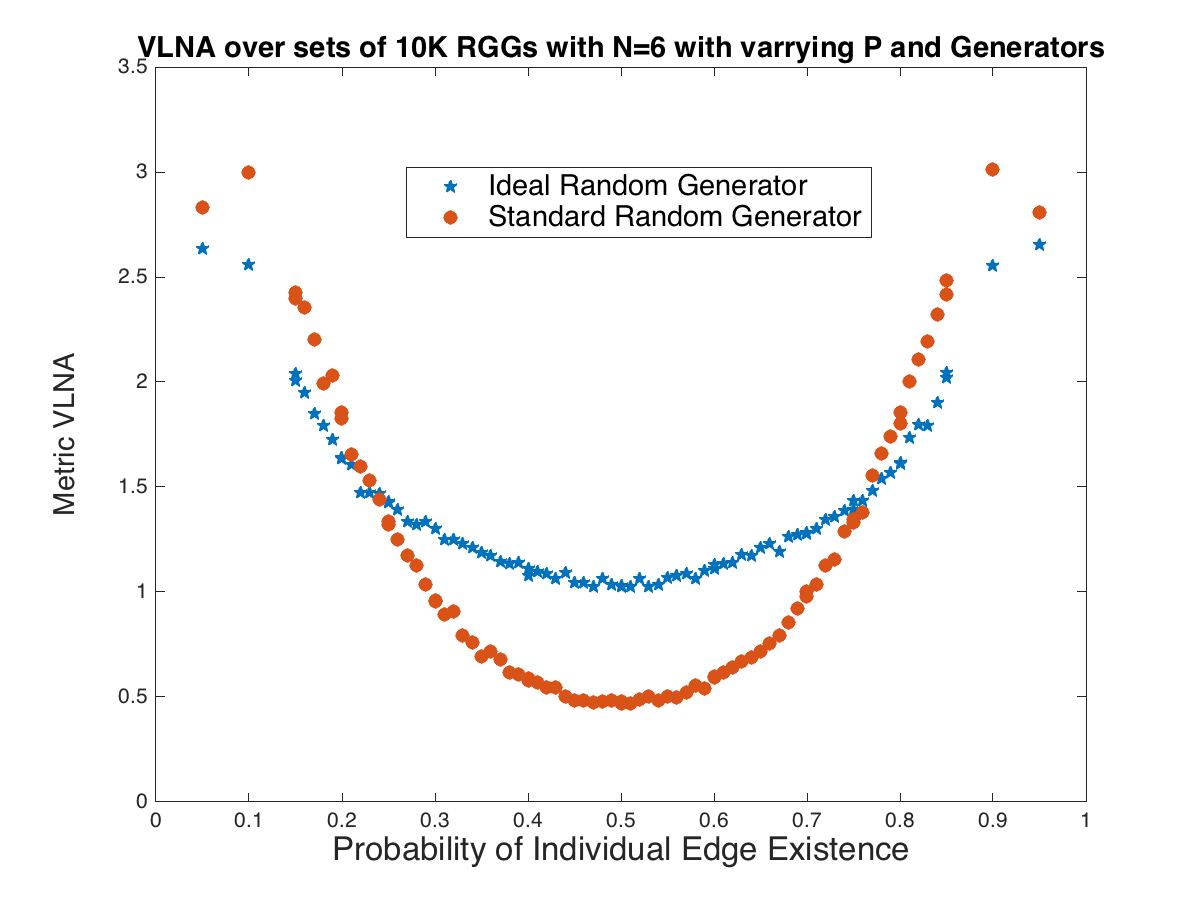 VLNA over sets of 10K RGGs with N=6 with varrying P and Generators
3.5
3
2.5
2
1.5
1
0.5
0
Metric VLNA
Ideal Random Generator
Standard Random Generator
0 0.1 0.2 0.3 0.4 0.5 0.6 0.7 0.8 0.9 1
Probability of Individual Edge Existence